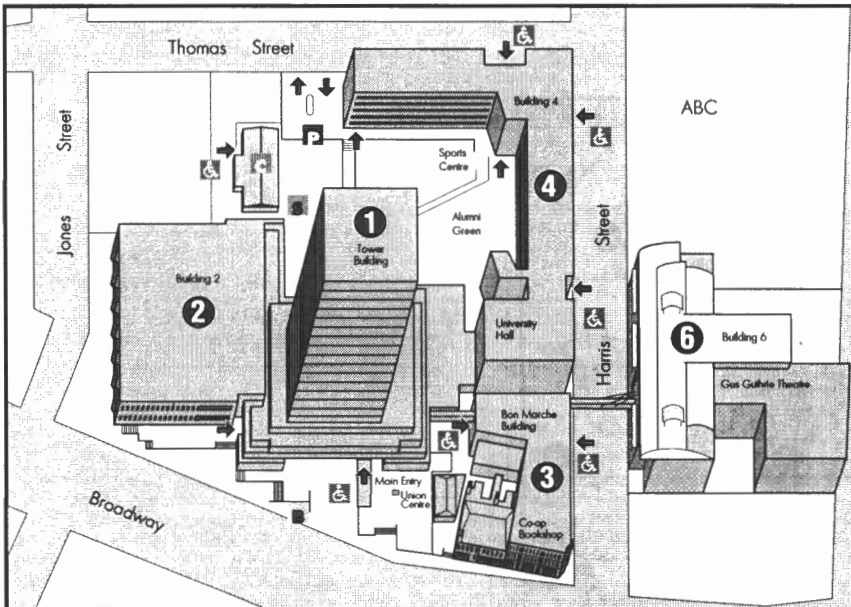 Thomas Street
Building 4
ABC
Street
Jones
P
C
Sports
Centre
4
S
1
Tower
Building
Alumni
Green
Street
Harris
Building 2
2
University
Hall
6
Building 6
Gus Guthrie Theatre
Bon Marche
Building
3
Main Entry
Union
Centre
Co-op
Bookshop
Broadway
B